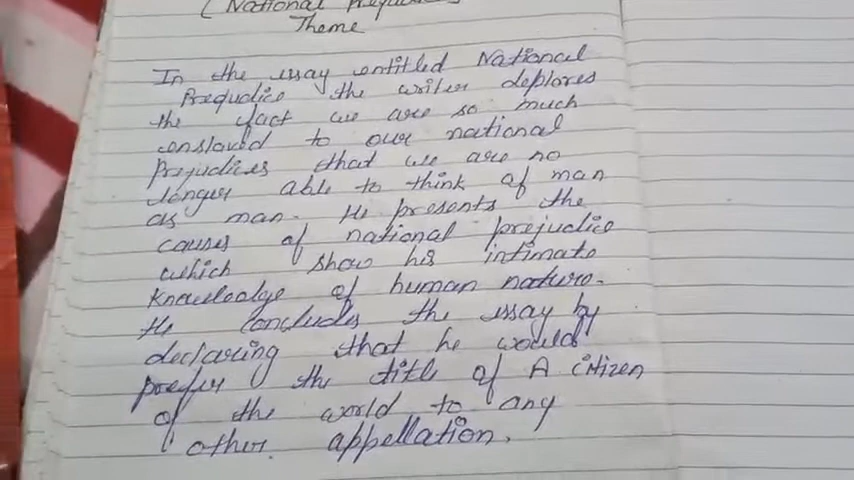 (National Prejudice
Theme
In the essay entitled National
Prequdice the writer deplores
the fact we are so much
enslaved to our national
Prejudices that we are no
longer able to think of man
as man. He presents the
causes of national prejudice
which show his intimate
knowledge of human nature.
He Concludes the essay by
declaring that he would
prefer the title of A citizen
of the world to any
other appellation.